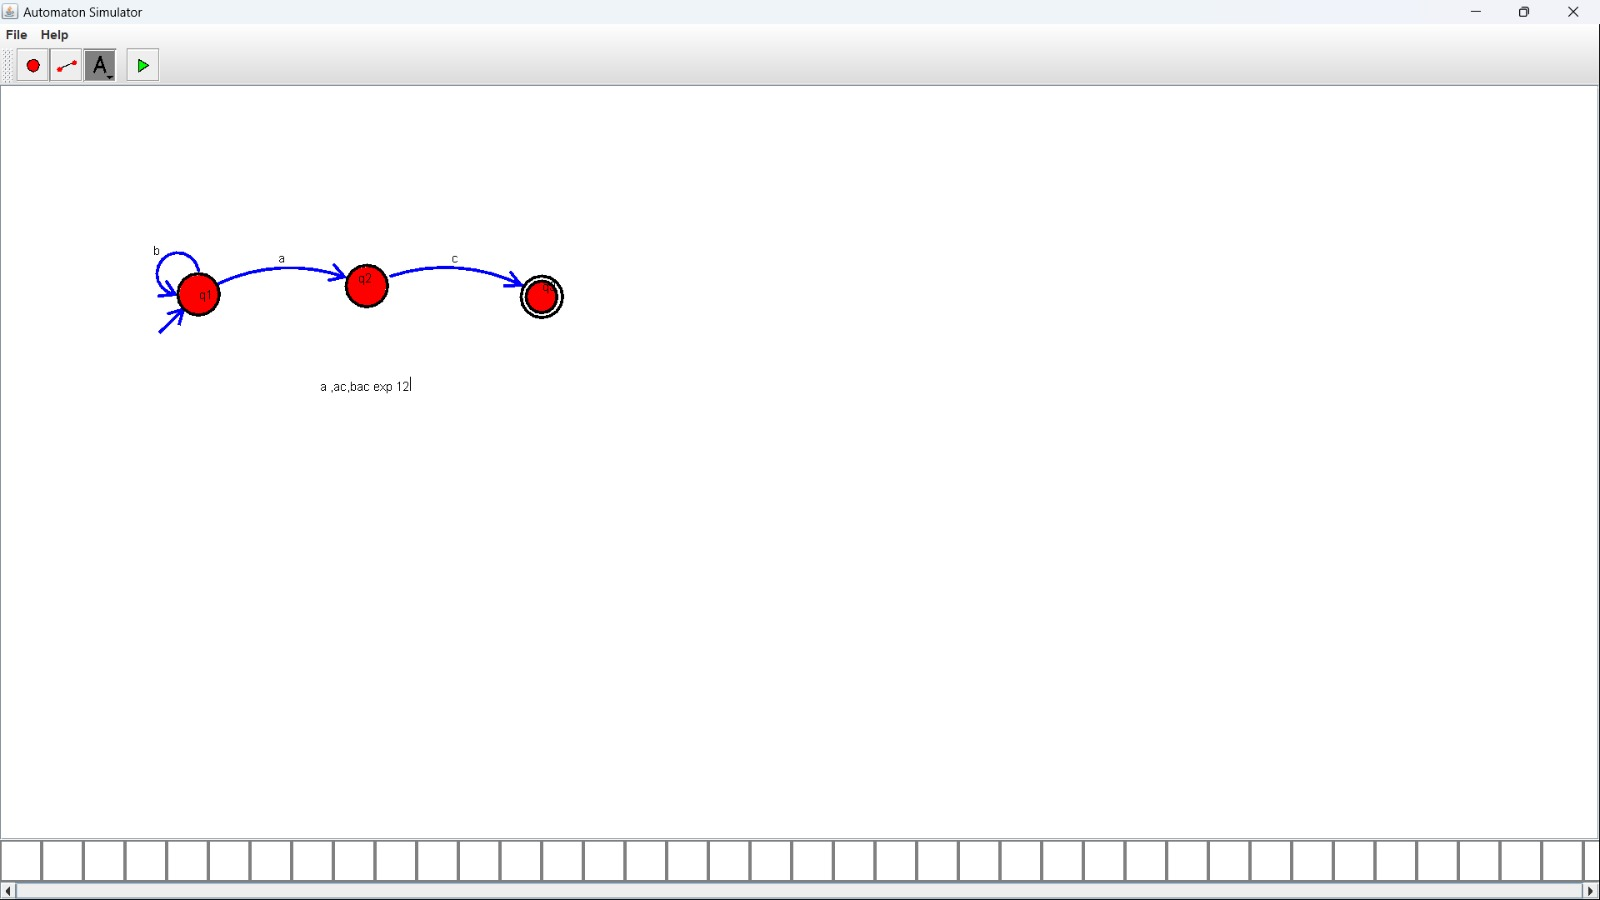 Automaton Simulator
File Help
A
b
a
c
q1
q2
a ,ac,bac exp 12